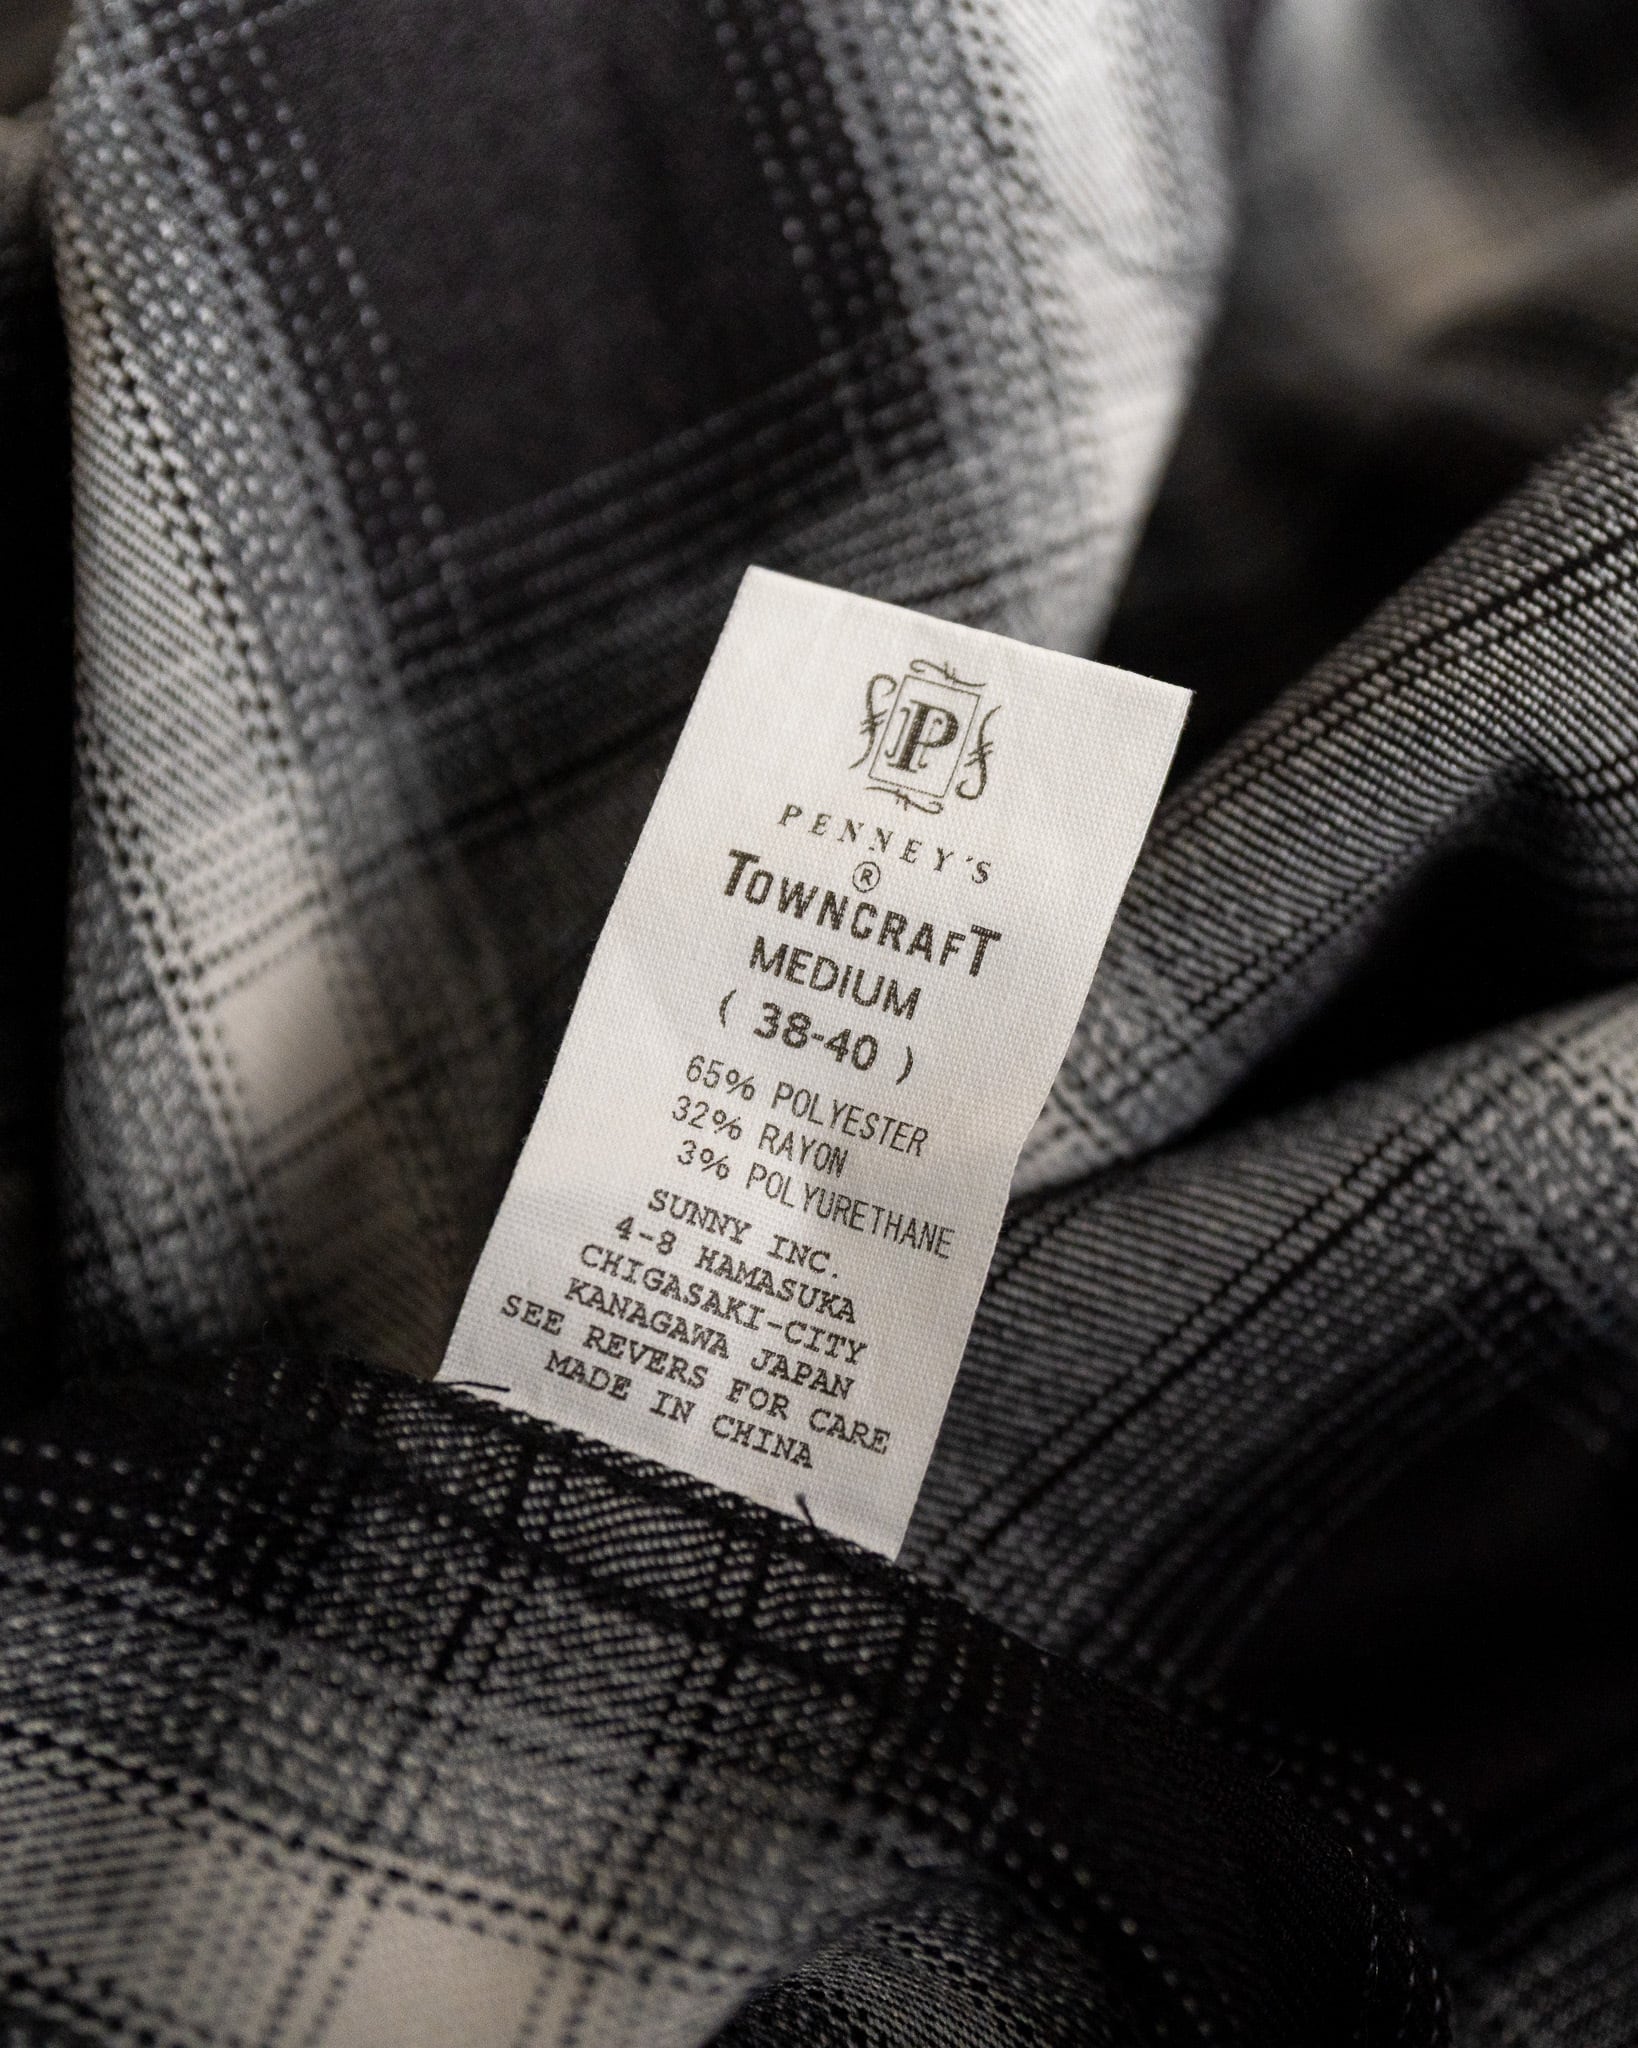 P
PENNEY'S
®
TOWNCRAFT
MEDIUM
( 38-40 )
65% POLYESTER
32% RAYON
3% POLYURETHANE
SUNNY INC.
4-8 HAMASUKA
CHIGASAKI-CITY
KANAGAWA JAPAN
SEE REVERS FOR CARE
MADE IN CHINA